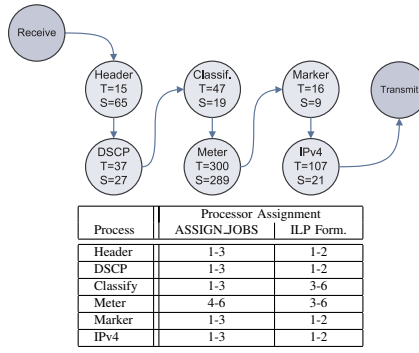 Receive
Header
T=15
S=65
Classif.
T=47
S=19
Marker
T=16
S=9
Transmit
DSCP
T=37
S=27
Meter
T=300
S=289
IPv4
T=107
S=21
Processor Assignment
Process ASSIGN_JOBS ILP Form.
Header 1-3 1-2
DSCP 1-3 1-2
Classify 1-3 3-6
Meter 4-6 3-6
Marker 1-3 1-2
IPv4 1-3 1-2